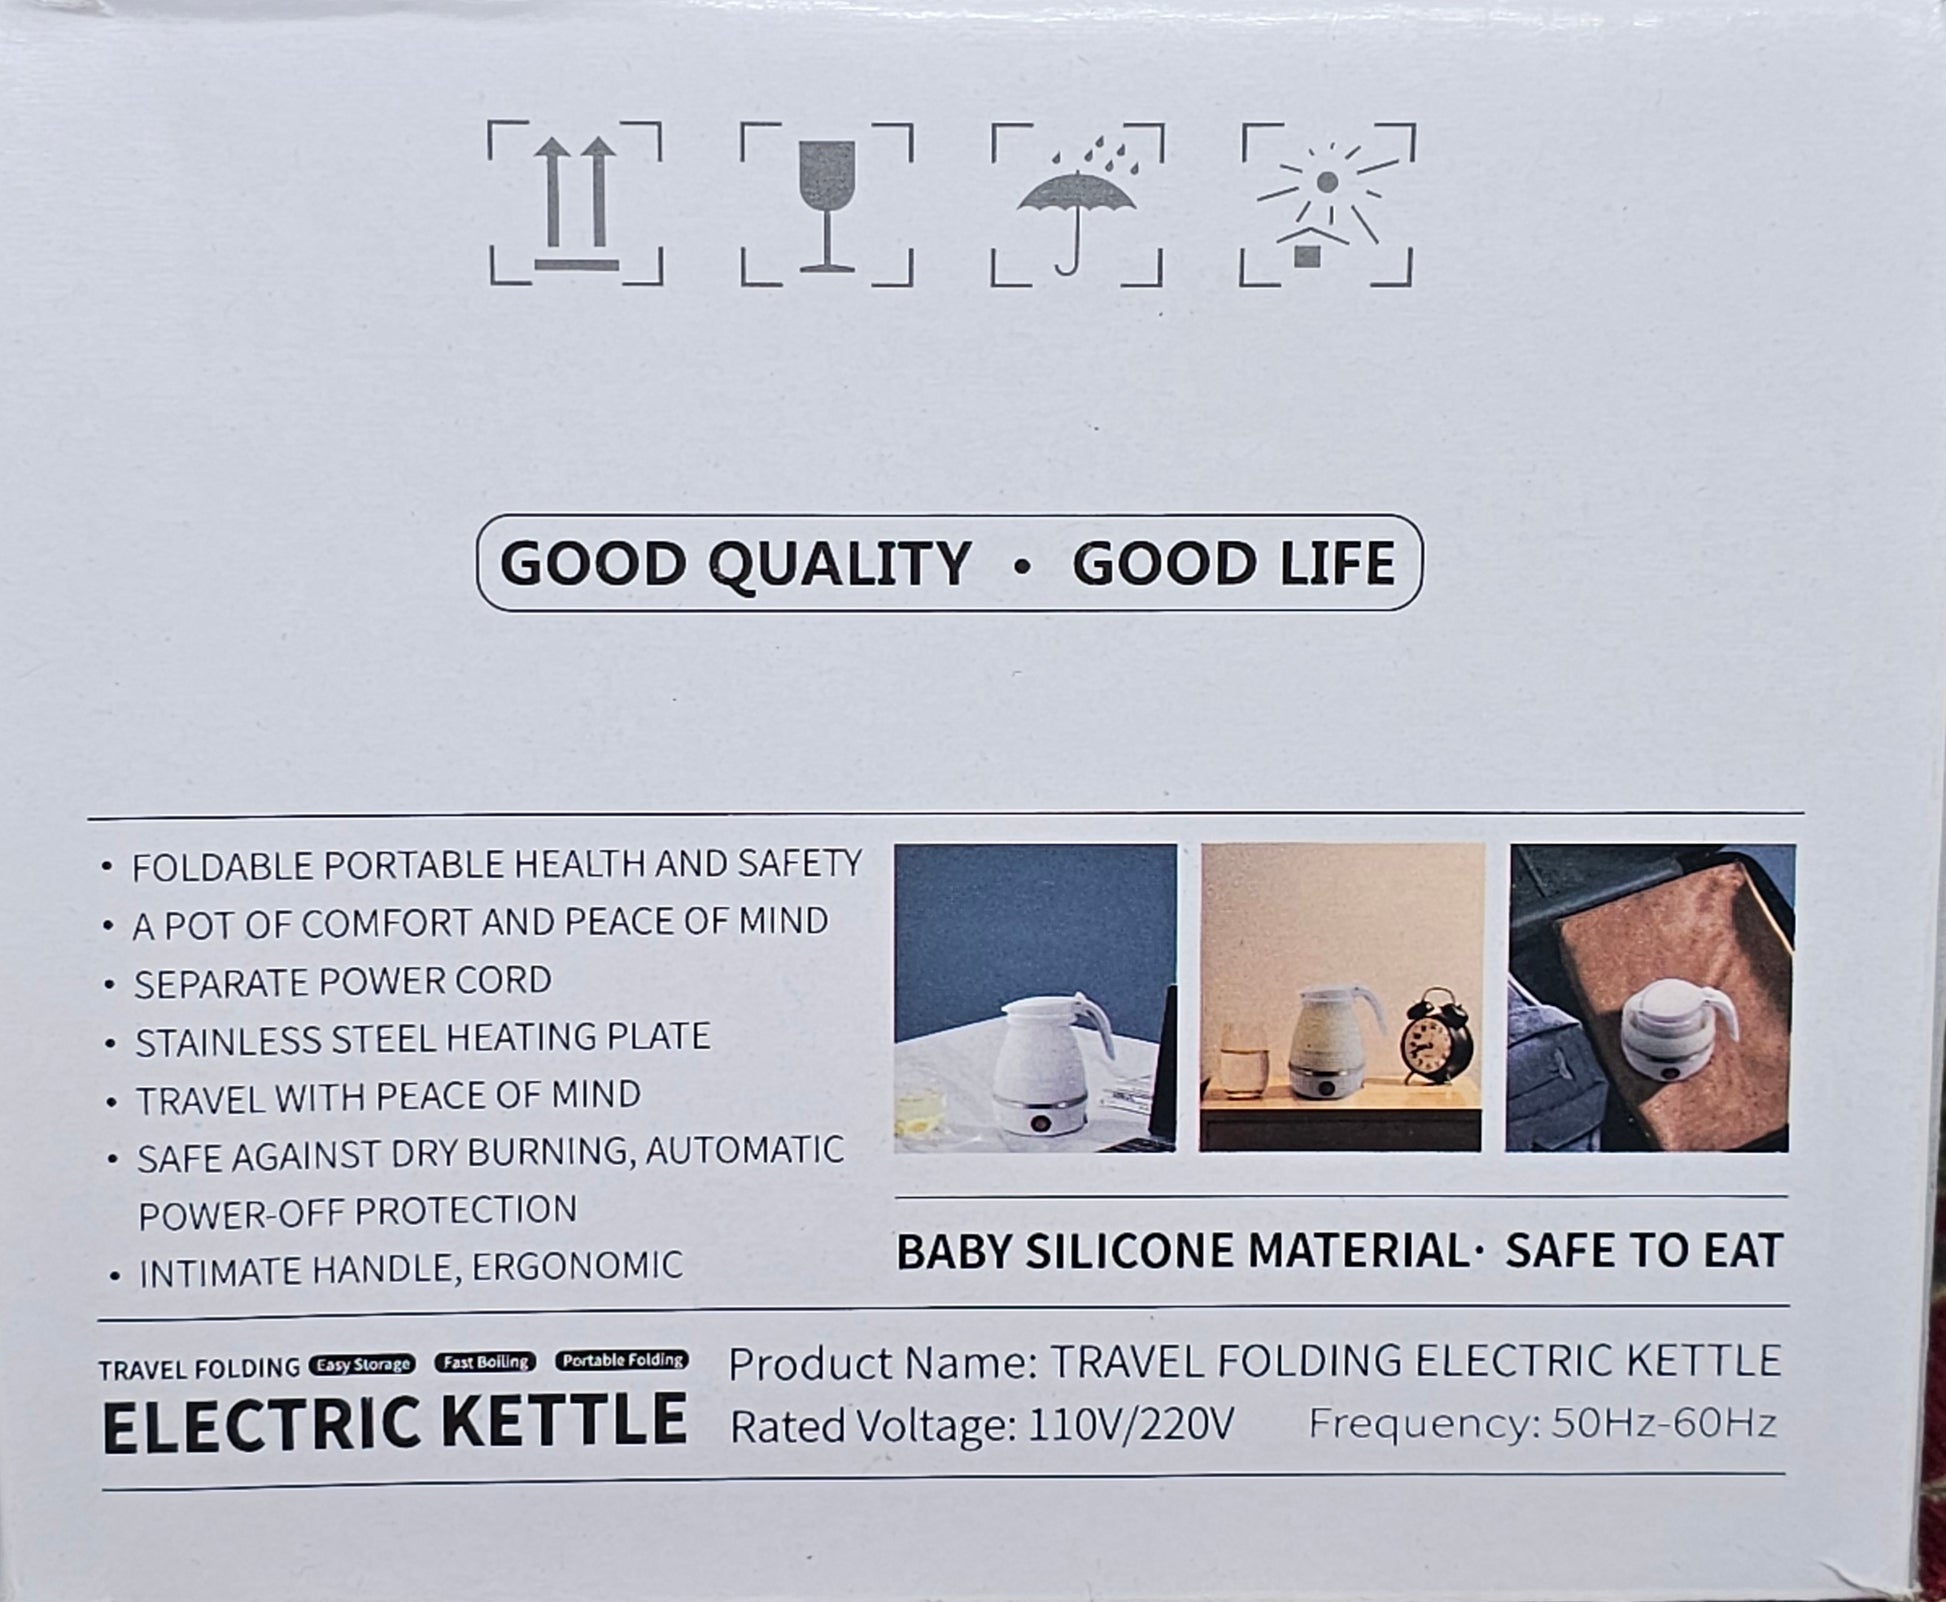 GOOD QUALITY • GOOD LIFE
• FOLDABLE PORTABLE HEALTH AND SAFETY
• A POT OF COMFORT AND PEACE OF MIND
• SEPARATE POWER CORD
• STAINLESS STEEL HEATING PLATE
• TRAVEL WITH PEACE OF MIND
• SAFE AGAINST DRY BURNING, AUTOMATIC
POWER-OFF PROTECTION
• INTIMATE HANDLE, ERGONOMIC
BABY SILICONE MATERIAL· SAFE TO EAT
TRAVEL FOLDING Easy Storage Fast Boiling Portable Folding
ELECTRIC KETTLE
Product Name: TRAVEL FOLDING ELECTRIC KETTLE
Rated Voltage: 110V/220V Frequency: 50Hz-60Hz